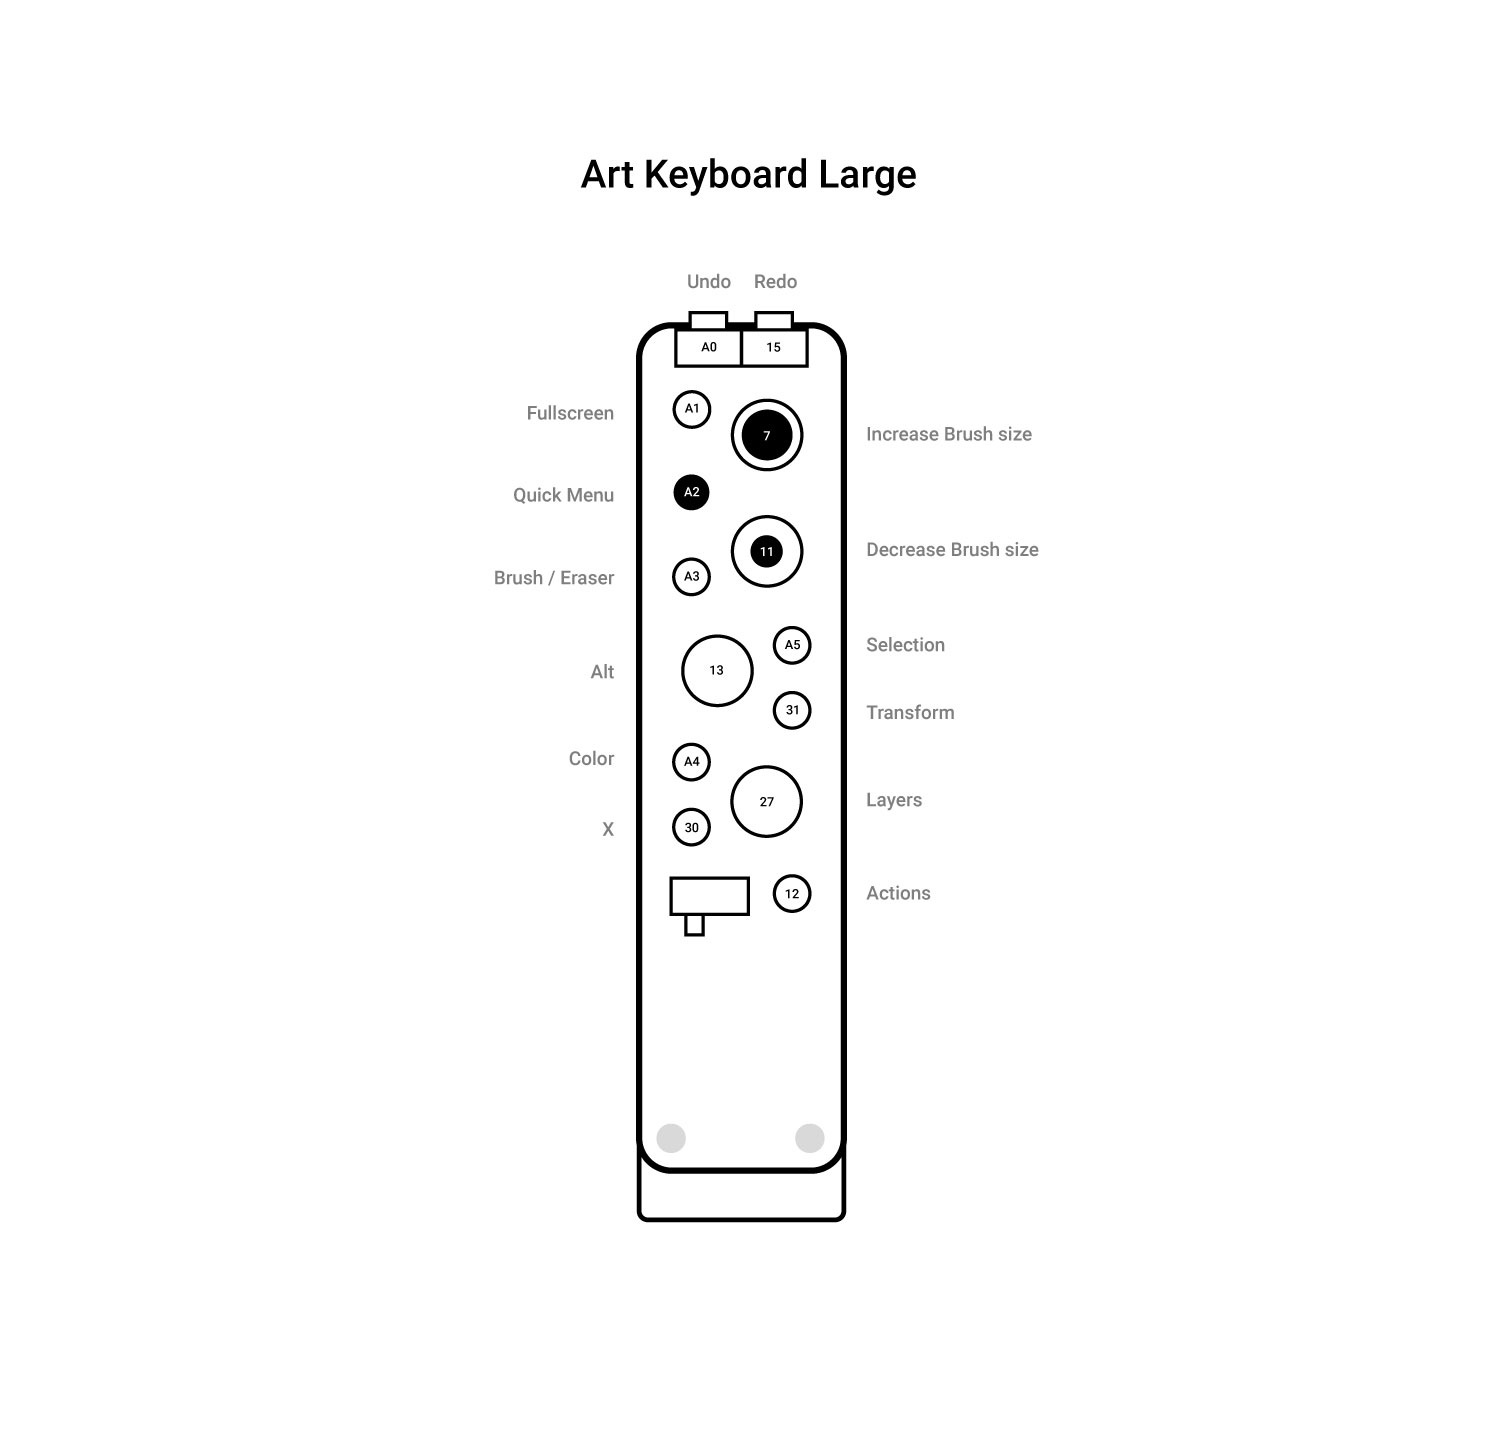 Art Keyboard Large
Undo Redo
A0 15
Fullscreen A1
7 Increase Brush size
Quick Menu A2
11 Decrease Brush size
Brush / Eraser A3
A5 Selection
Alt 13
31 Transform
Color A4
27 Layers
X 30
12 Actions